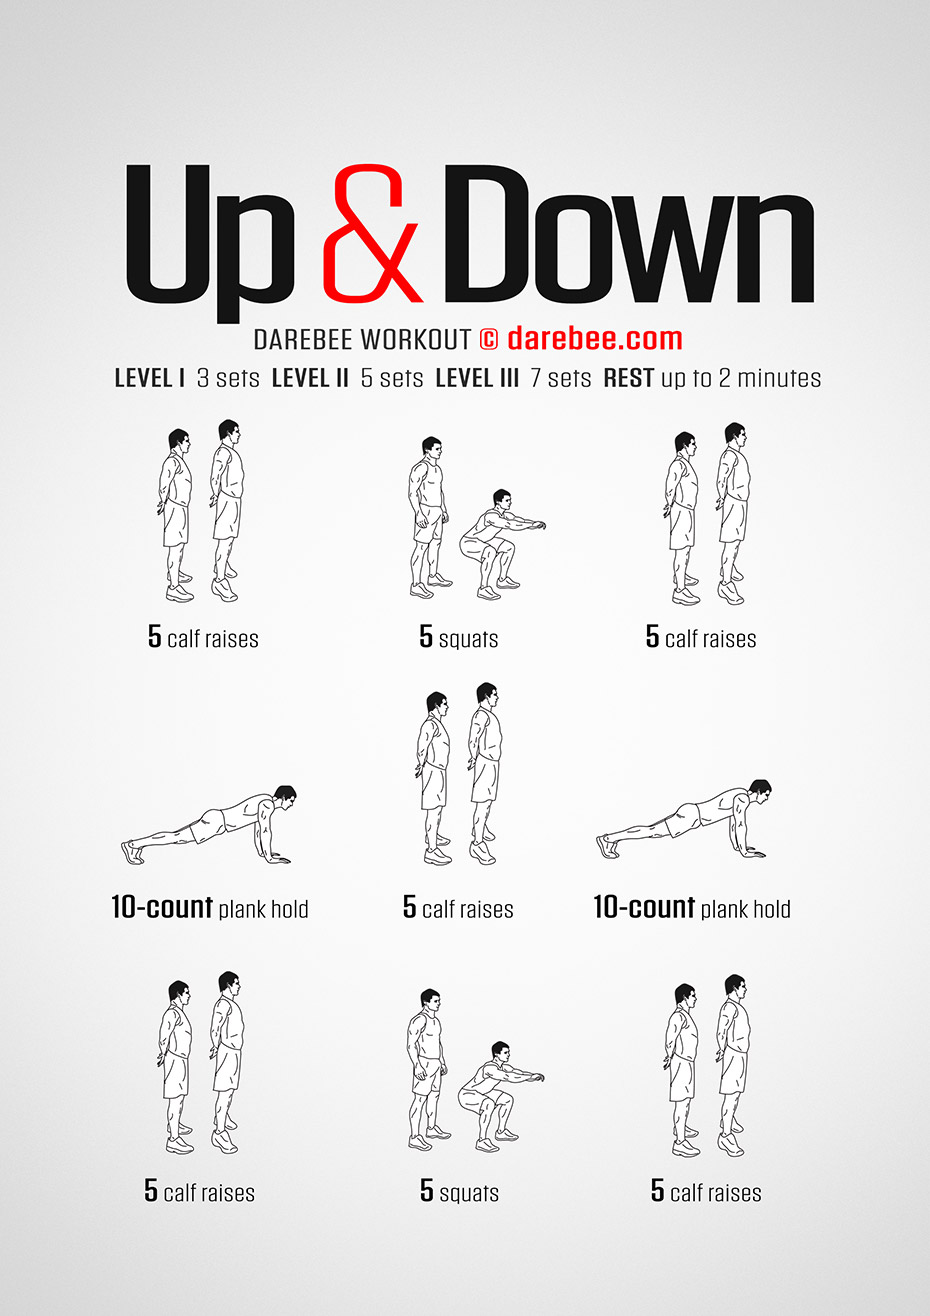 Up & Down
DAREBEE WORKOUT © darebee.com
LEVEL I 3 sets LEVEL II 5 sets LEVEL III 7 sets REST up to 2 minutes
5 calf raises
5 squats
5 calf raises
10-count plank hold
5 calf raises
10-count plank hold
5 calf raises
5 squats
5 calf raises